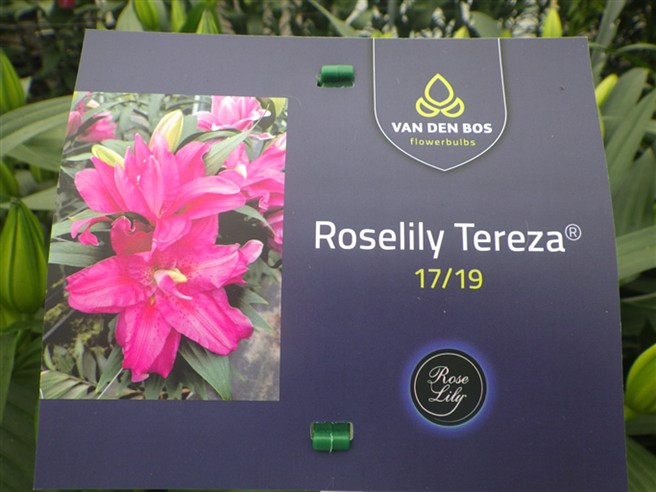 VAN DEN BOS
flowerbulbs
Roselily Tereza®
17/19
Rose
Lily